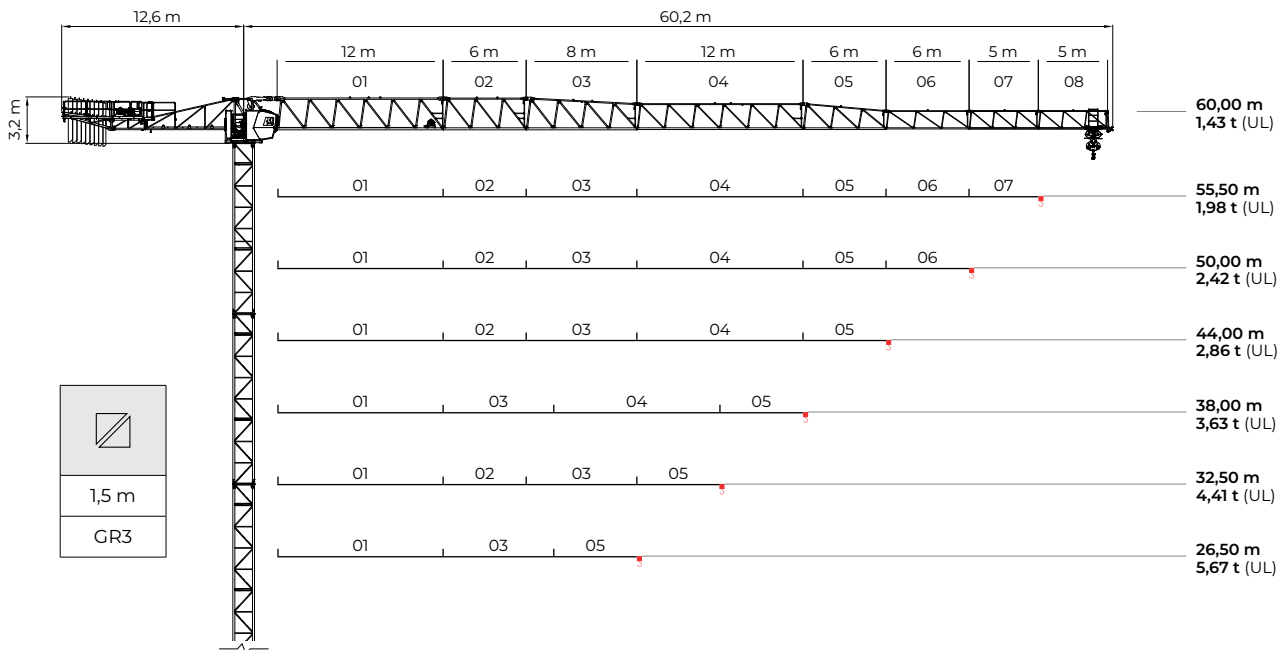 12,6 m 60,2 m
12 m 6 m 8 m 12 m 6 m 6 m 5 m 5 m
01 02 03 04 05 06 07 08
3,2 m
60,00 m
1,43 t (UL)
01 02 03 04 05 06 07
55,50 m
1,98 t (UL)
01 02 03 04 05 06
50,00 m
2,42 t (UL)
01 02 03 04 05
44,00 m
2,86 t (UL)
01 03 04 05
38,00 m
3,63 t (UL)
01 02 03 05
32,50 m
4,41 t (UL)
1,5 m
GR3
01 03 05
26,50 m
5,67 t (UL)